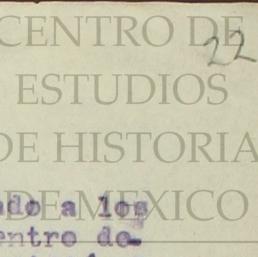 CENTRO DE
22
ESTUDIOS
DE HISTORIA
DE MEXICO
ado a los
entro de-